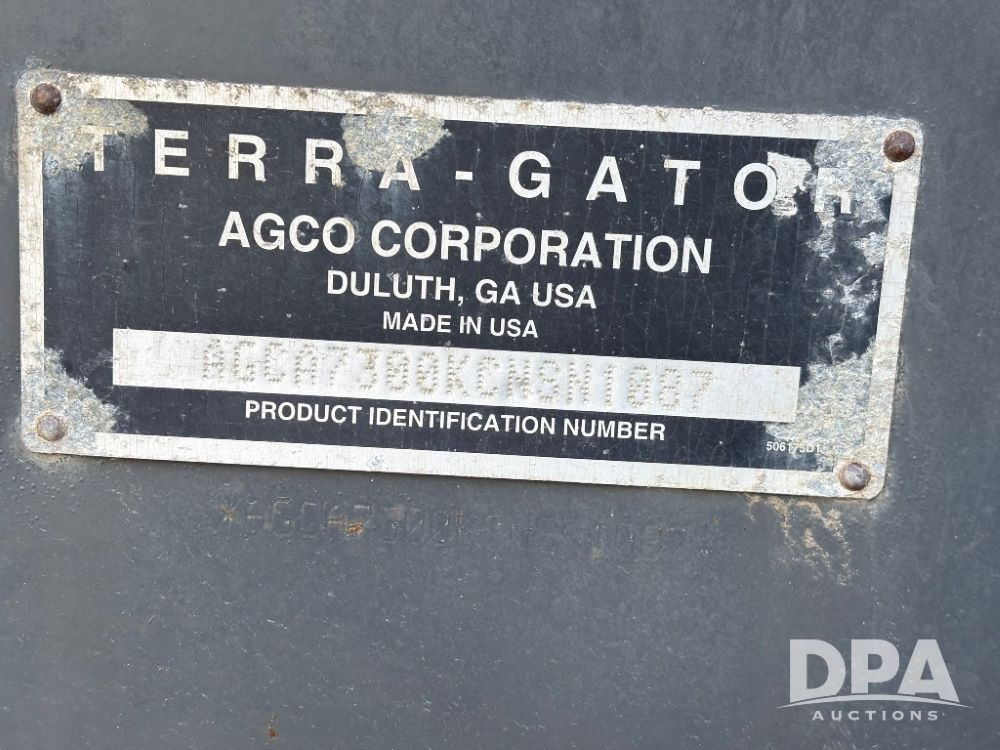 TERRA-GATOR
AGCO CORPORATION
DULUTH, GA USA
MADE IN USA
AGCA7300KCNSN1087
PRODUCT IDENTIFICATION NUMBER
DPA
AUCTIONS